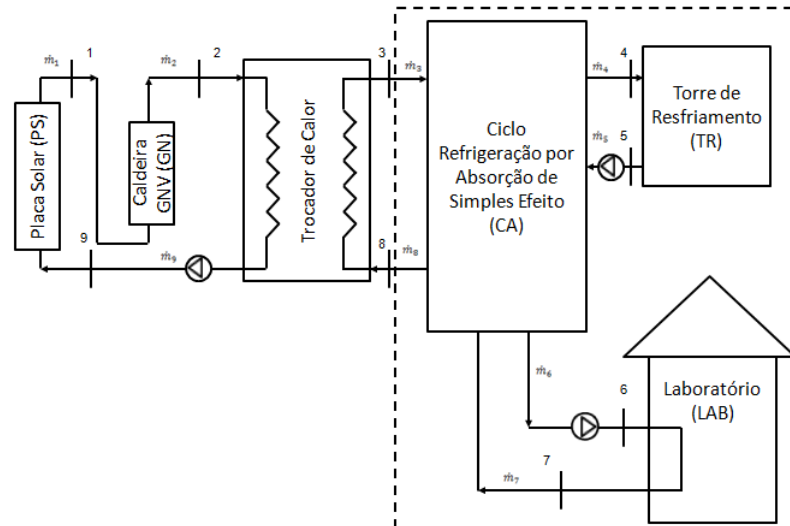 1
2
3
4
ṁ₁
ṁ₂
ṁ₃
ṁ₄
Placa Solar (PS)
Caldeira
GNV (GN)
Trocador de Calor
Ciclo
Refrigeração por
Absorção de
Simples Efeito
(CA)
Torre de
Resfriamento
(TR)
ṁ₅
5
9
ṁ₉
8
ṁ₈
ṁ₆
6
Laboratório
(LAB)
7
ṁ₇